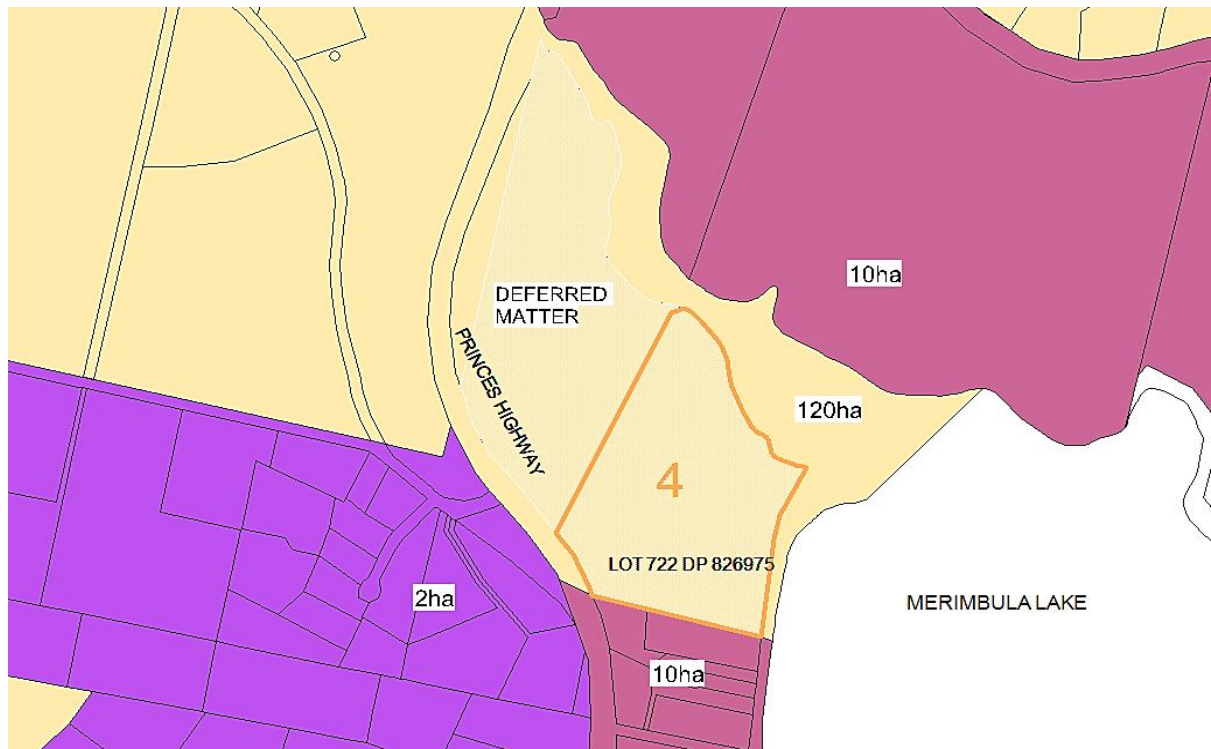 10ha
DEFERRED
MATTER
PRINCES HIGHWAY
120ha
4
LOT 722 DP 826975
2ha
MERIMBULA LAKE
10ha